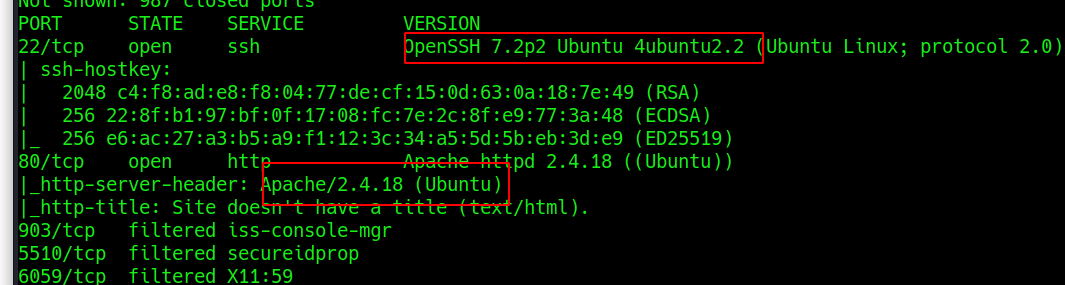 Not shown: 987 closed ports
PORT STATE SERVICE VERSION
22/tcp open ssh OpenSSH 7.2p2 Ubuntu 4ubuntu2.2 (Ubuntu Linux; protocol 2.0)
| ssh-hostkey:
| 2048 c4:f8:ad:e8:f8:04:77:de:cf:15:0d:63:0a:18:7e:49 (RSA)
| 256 22:8f:b1:97:bf:0f:17:08:fc:7e:2c:8f:e9:77:3a:48 (ECDSA)
|_ 256 e6:ac:27:a3:b5:a9:f1:12:3c:34:a5:5d:5b:eb:3d:e9 (ED25519)
80/tcp open http Apache httpd 2.4.18 ((Ubuntu))
|_http-server-header: Apache/2.4.18 (Ubuntu)
|_http-title: Site doesn't have a title (text/html).
903/tcp filtered iss-console-mgr
5510/tcp filtered secureidprop
6059/tcp filtered X11:59